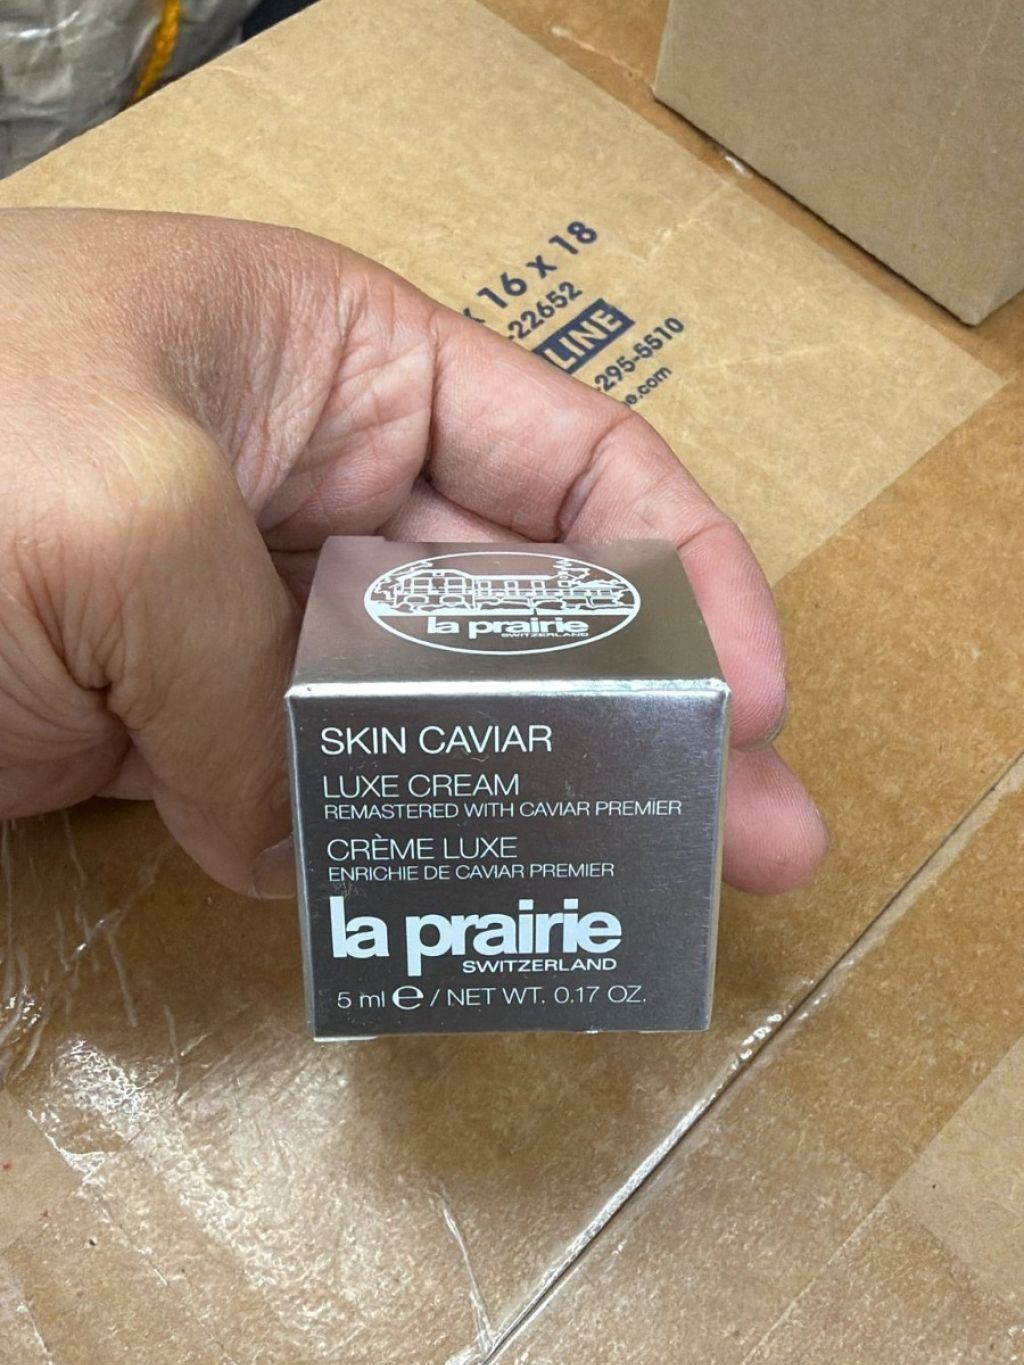 16 x 18
-22652
LINE
295-5510
e.com
la prairie
SWITZERLAND
SKIN CAVIAR
LUXE CREAM
REMASTERED WITH CAVIAR PREMIER
CRÈME LUXE
ENRICHIE DE CAVIAR PREMIER
la prairie
SWITZERLAND
5 ml ℮ / NET WT. 0.17 OZ.